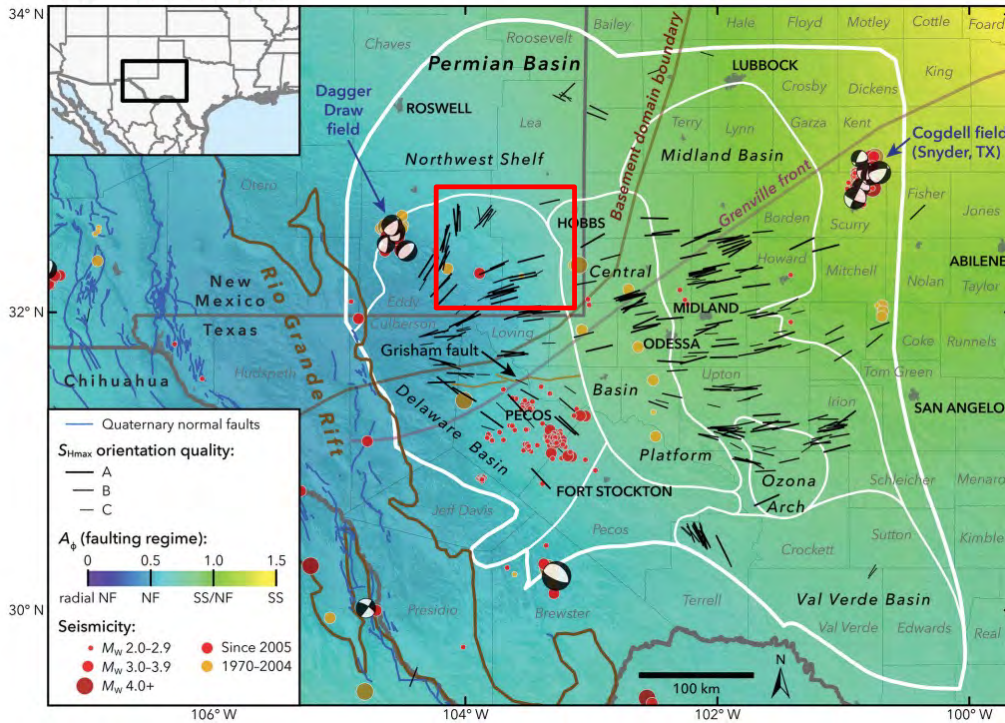 34° N
32° N
30° N
106°W
104°W
102°W
100°W
Chaves
Roosevelt
Bailey
Hale
Floyd
Motley
Cottle
Foard
Permian Basin
LUBBOCK
King
Dagger
Draw
field
ROSWELL
Crosby
Dickens
Lea
Terry
Lynn
Garza
Kent
Cogdell field
(Snyder, TX)
Northwest Shelf
Midland Basin
Basement domain boundary
Grenville front
Otero
Fisher
Jones
HOBBS
Borden
Scurry
Howard
Mitchell
ABILENE
Nolan
Taylor
New
Mexico
Texas
Rio Grande Rift
Eddy
Culberson
Loving
Central
Basin
Platform
MIDLAND
ODESSA
Coke
Runnels
Hudspeth
Grisham fault
Upton
Tom Green
Chihuahua
Irion
SAN ANGELO
PECOS
Delaware Basin
FORT STOCKTON
Ozona
Arch
Schleicher
Menard
Jeff Davis
Pecos
Crockett
Sutton
Kimble
Presidio
Brewster
Terrell
Val Verde Basin
Val Verde
Edwards
Real
Quaternary normal faults
SHmax orientation quality:
A
B
C
Aϕ (faulting regime):
0 0.5 1.0 1.5
radial NF NF SS/NF SS
Seismicity:
Mw 2.0-2.9
Since 2005
Mw 3.0-3.9
1970-2004
Mw 4.0+
100 km
N